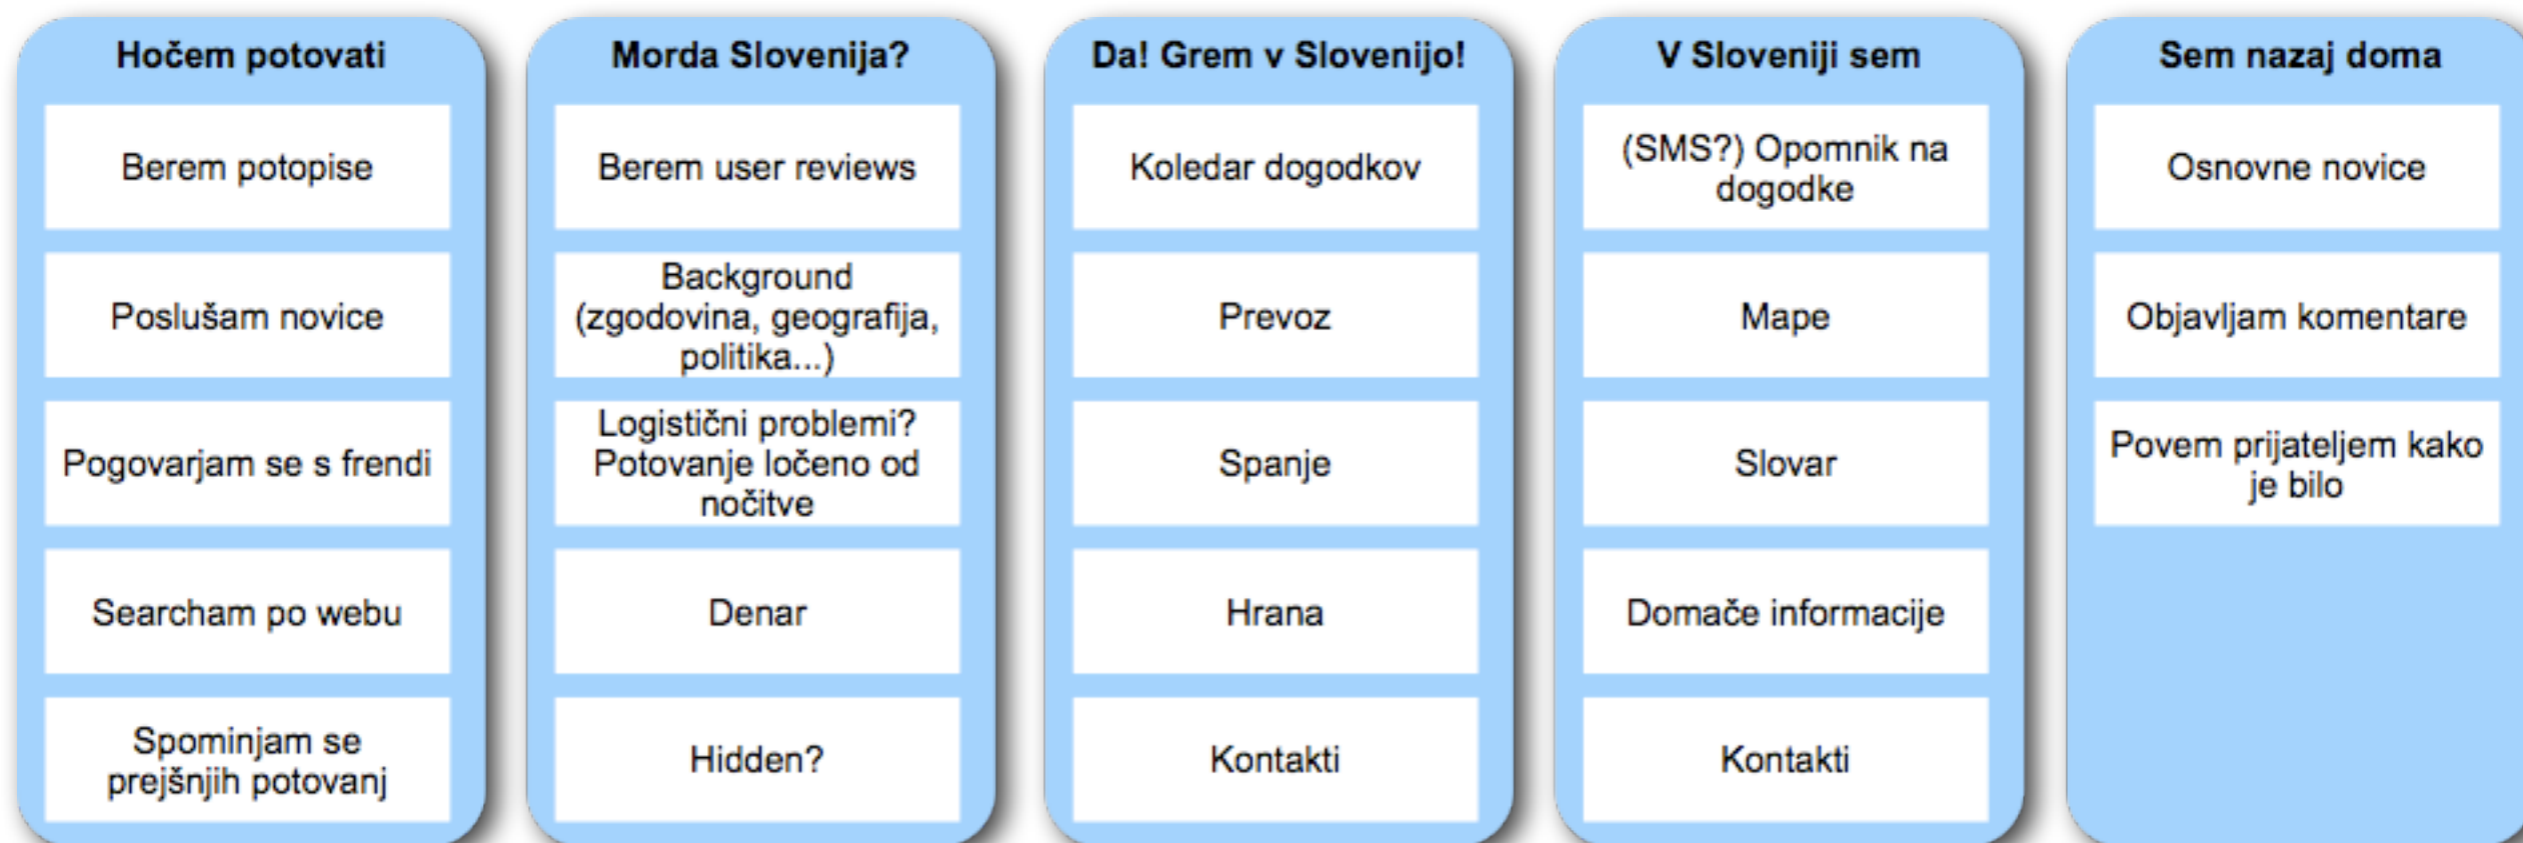 Hočem potovati
Berem potopise
Poslušam novice
Pogovarjam se s frendi
Searcham po webu
Spominjam se
prejšnjih potovanj
Morda Slovenija?
Berem user reviews
Background
(zgodovina, geografija,
politika...)
Logistični problemi?
Potovanje ločeno od
nočitve
Denar
Hidden?
Da! Grem v Slovenijo!
Koledar dogodkov
Prevoz
Spanje
Hrana
Kontakti
V Sloveniji sem
(SMS?) Opomnik na
dogodke
Mape
Slovar
Domače informacije
Kontakti
Sem nazaj doma
Osnovne novice
Objavljam komentare
Povem prijateljem kako
je bilo